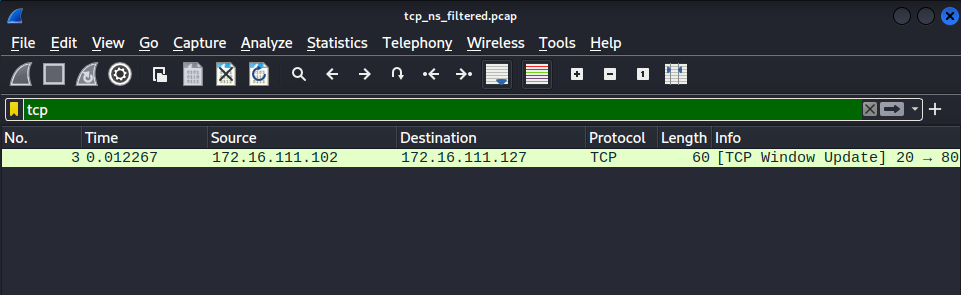 tcp_ns_filtered.pcap
File Edit View Go Capture Analyze Statistics Telephony Wireless Tools Help
tcp
No. Time Source Destination Protocol Length Info
3 0.012267 172.16.111.102 172.16.111.127 TCP 60 [TCP Window Update] 20 → 80